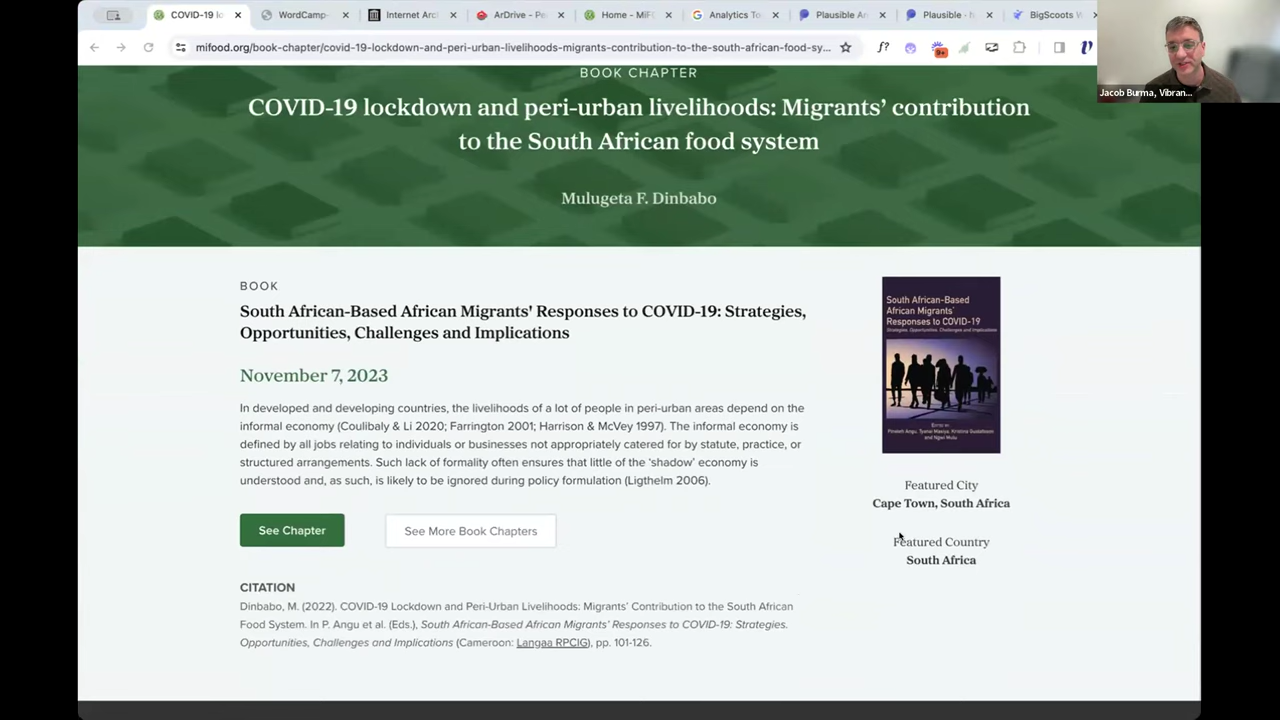 COVID-19 lo
WordCamp-
Internet Arc
ArDrive - Pe
Home - MiFO
Analytics To
Plausible An
Plausible - f
BigScoots W
mifood.org/book-chapter/covid-19-lockdown-and-peri-urban-livelihoods-migrants-contribution-to-the-south-african-food-sy...
f?
9+
Jacob Burma, Vibran...
BOOK CHAPTER
COVID-19 lockdown and peri-urban livelihoods: Migrants’ contribution
to the South African food system
Mulugeta F. Dinbabo
BOOK
South African-Based African Migrants' Responses to COVID-19: Strategies,
Opportunities, Challenges and Implications
November 7, 2023
In developed and developing countries, the livelihoods of a lot of people in peri-urban areas depend on the
informal economy (Coulibaly & Li 2020; Farrington 2001; Harrison & McVey 1997). The informal economy is
defined by all jobs relating to individuals or businesses not appropriately catered for by statute, practice, or
structured arrangements. Such lack of formality often ensures that little of the ‘shadow’ economy is
understood and, as such, is likely to be ignored during policy formulation (Ligthelm 2006).
See Chapter
See More Book Chapters
CITATION
Dinbabo, M. (2022). COVID-19 Lockdown and Peri-Urban Livelihoods: Migrants’ Contribution to the South African
Food System. In P. Angu et al. (Eds.), South African-Based African Migrants’ Responses to COVID-19: Strategies.
Opportunities, Challenges and Implications (Cameroon: Langaa RPCIG), pp. 101-126.
South African-Based
African Migrants'
Responses to COVID-19
Strategies, Opportunities, Challenges and Implications
Featured City
Cape Town, South Africa
Featured Country
South Africa